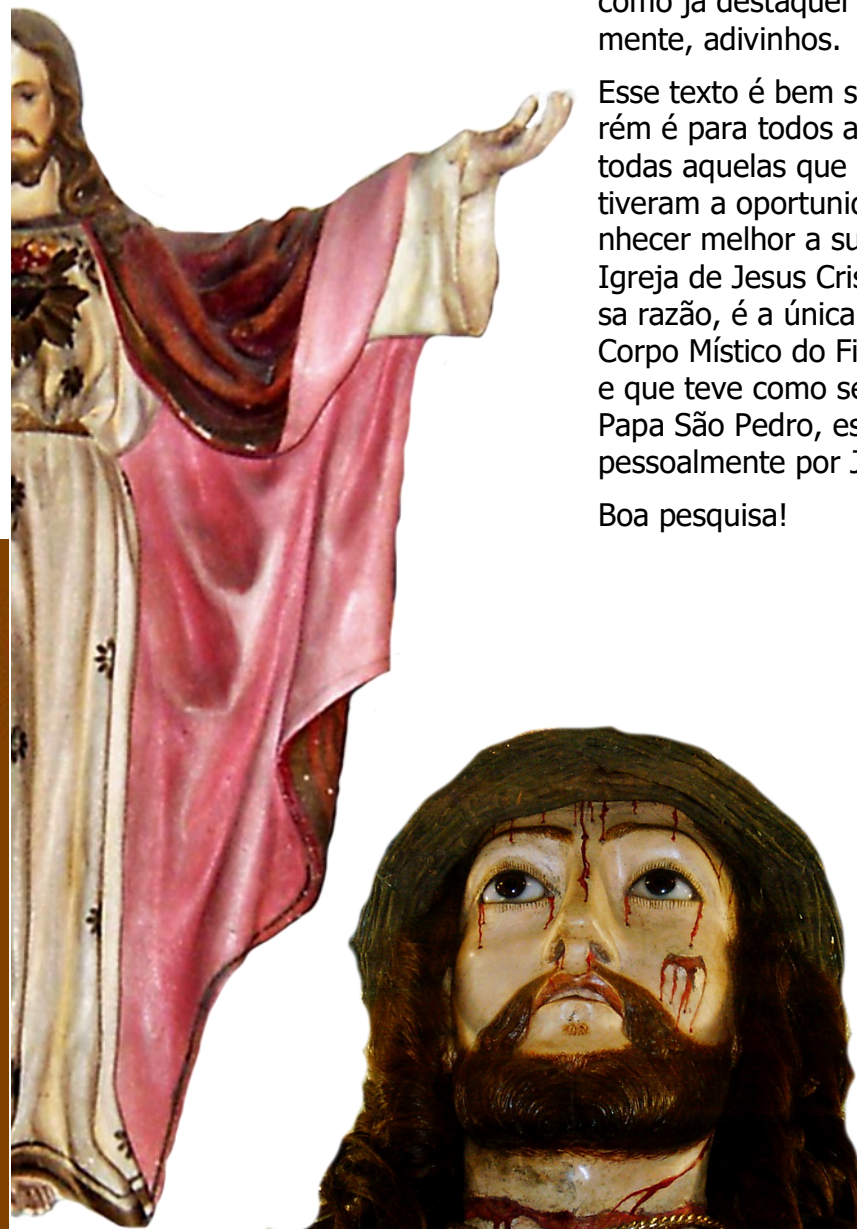 como já destaquei
mente, adivinhos.
Esse texto é bem s
rém é para todos a
todas aquelas que
tiveram a oportunid
nhecer melhor a su
Igreja de Jesus Cris
sa razão, é a única
Corpo Místico do Fi
e que teve como se
Papa São Pedro, es
pessoalmente por J
Boa pesquisa!